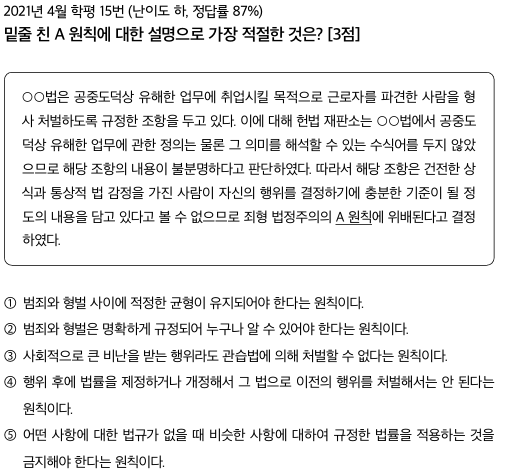 2021년 4월 학평 15번 (난이도 하, 정답률 87%)
밑줄 친 A 원칙에 대한 설명으로 가장 적절한 것은? [3점]
○○법은 공중도덕상 유해한 업무에 취업시킬 목적으로 근로자를 파견한 사람을 형
사 처벌하도록 규정한 조항을 두고 있다. 이에 대해 헌법 재판소는 ○○법에서 공중도
덕상 유해한 업무에 관한 정의는 물론 그 의미를 해석할 수 있는 수식어를 두지 않았
으므로 해당 조항의 내용이 불분명하다고 판단하였다. 따라서 해당 조항은 건전한 상
식과 통상적 법 감정을 가진 사람이 자신의 행위를 결정하기에 충분한 기준이 될 정
도의 내용을 담고 있다고 볼 수 없으므로 죄형 법정주의의 A 원칙에 위배된다고 결정
하였다.
① 범죄와 형벌 사이에 적정한 균형이 유지되어야 한다는 원칙이다.
② 범죄와 형벌은 명확하게 규정되어 누구나 알 수 있어야 한다는 원칙이다.
③ 사회적으로 큰 비난을 받는 행위라도 관습법에 의해 처벌할 수 없다는 원칙이다.
④ 행위 후에 법률을 제정하거나 개정해서 그 법으로 이전의 행위를 처벌해서는 안 된다는
원칙이다.
⑤ 어떤 사항에 대한 법규가 없을 때 비슷한 사항에 대하여 규정한 법률을 적용하는 것을
금지해야 한다는 원칙이다.